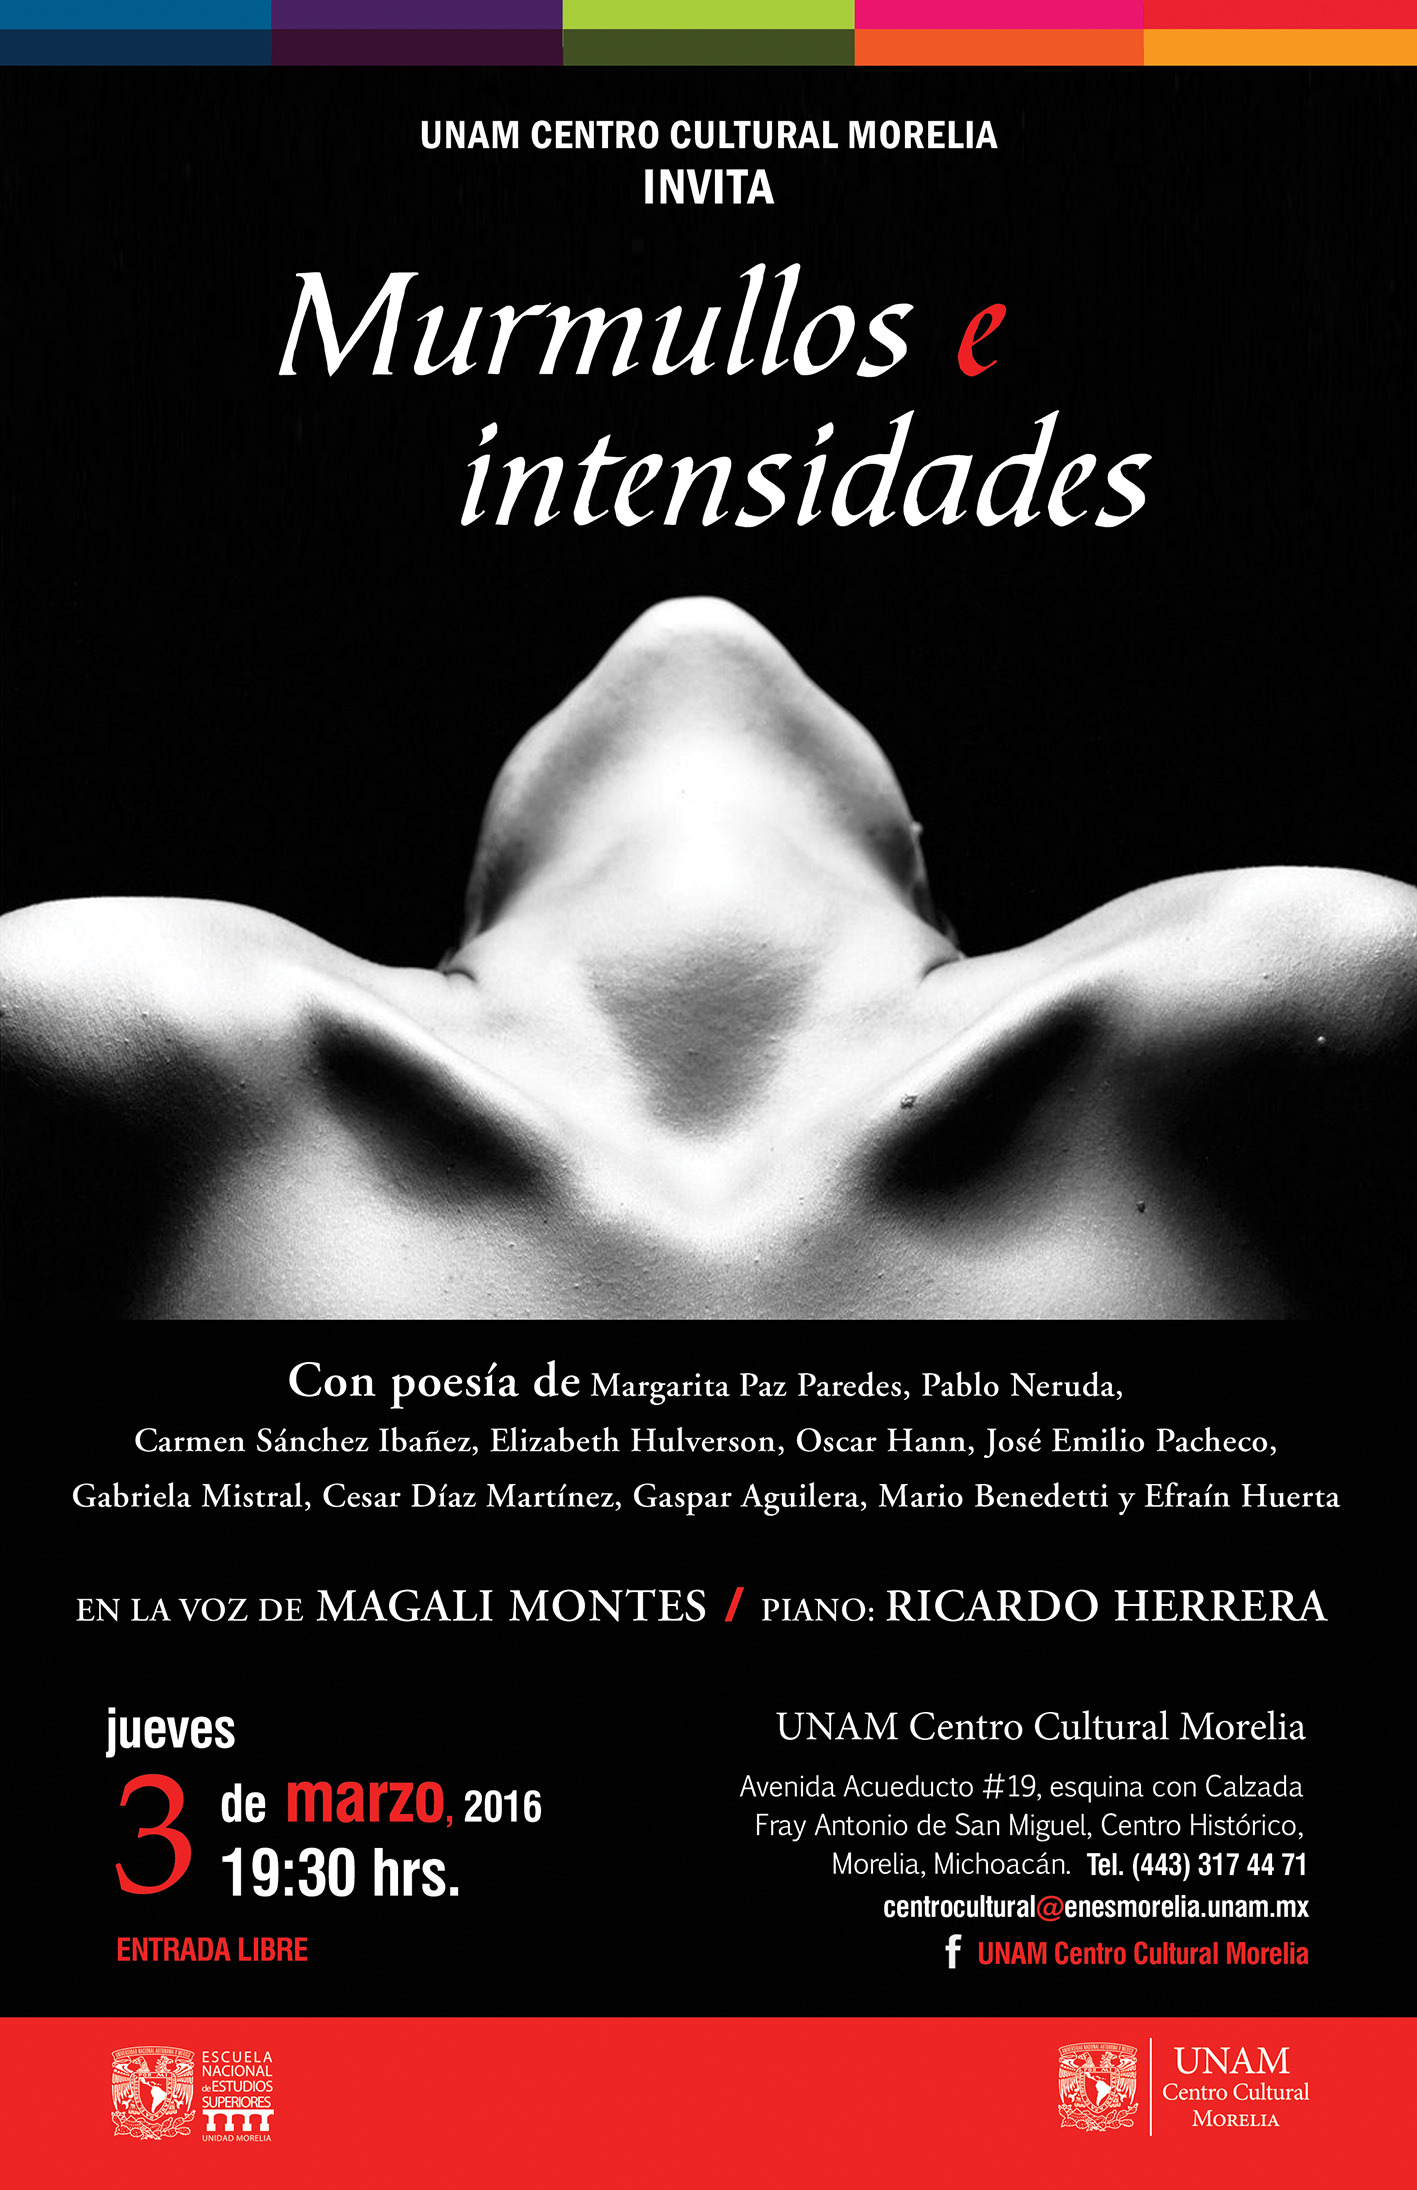 UNAM CENTRO CULTURAL MORELIA
INVITA
Murmullos e
intensidades
Con poesía de Margarita Paz Paredes, Pablo Neruda,
Carmen Sánchez Ibañez, Elizabeth Hulverson, Oscar Hann, José Emilio Pacheco,
Gabriela Mistral, Cesar Díaz Martínez, Gaspar Aguilera, Mario Benedetti y Efraín Huerta
EN LA VOZ DE MAGALI MONTES / PIANO: RICARDO HERRERA
jueves
3 de marzo, 2016
19:30 hrs.
ENTRADA LIBRE
UNAM Centro Cultural Morelia
Avenida Acueducto #19, esquina con Calzada
Fray Antonio de San Miguel, Centro Histórico,
Morelia, Michoacán. Tel. (443) 317 44 71
centrocultural@enesmorelia.unam.mx
f UNAM Centro Cultural Morelia
ESCUELA
NACIONAL
de ESTUDIOS
SUPERIORES
UNIDAD MORELIA
UNAM
Centro Cultural
MORELIA